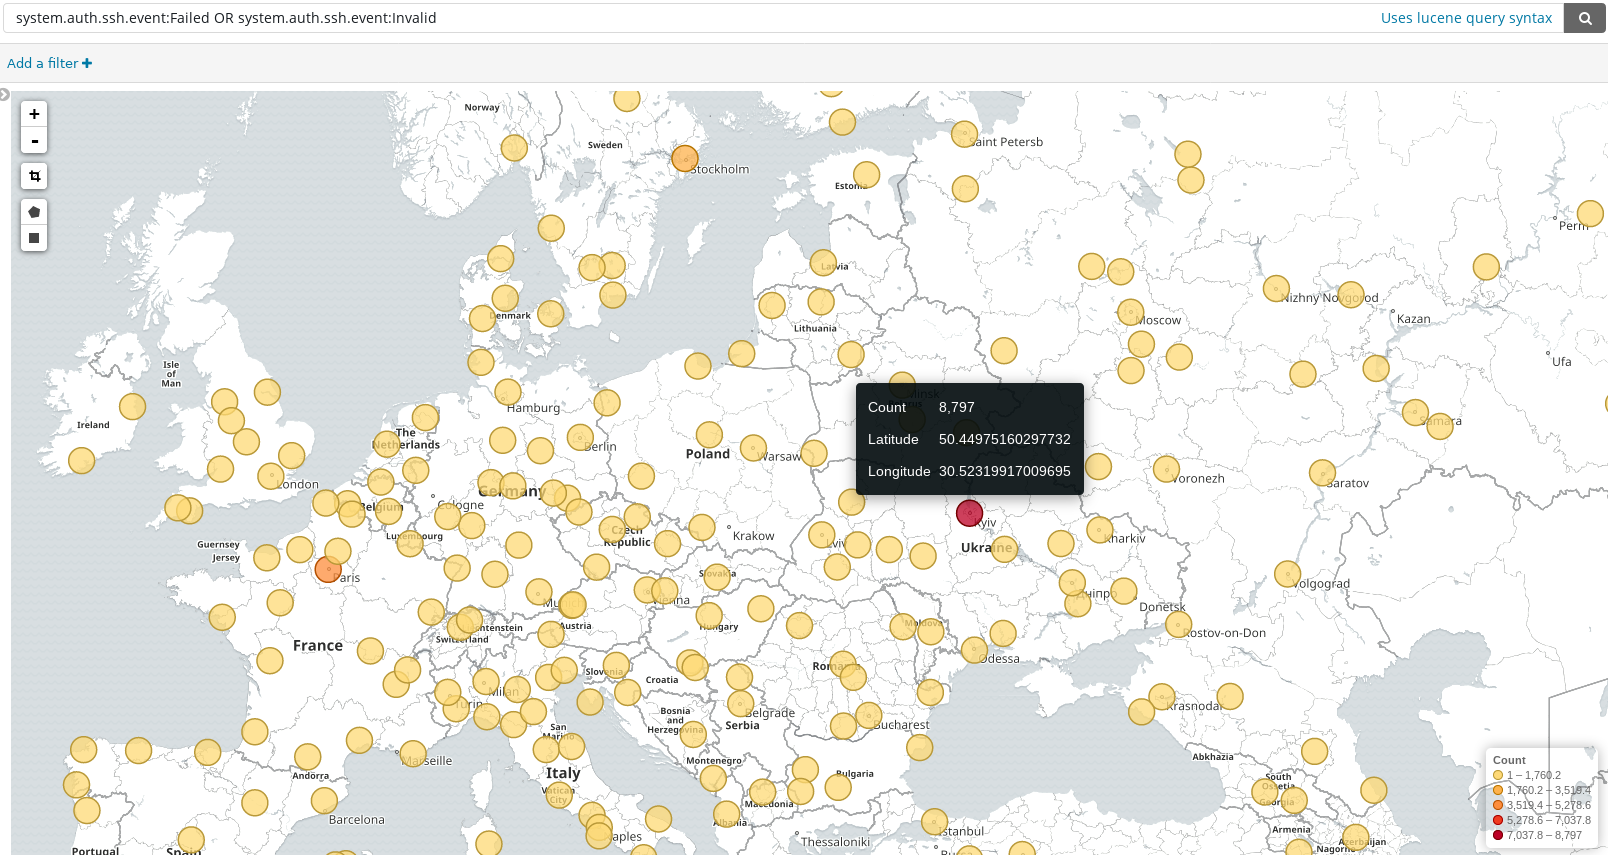 system.auth.ssh.event:Failed OR system.auth.ssh.event:Invalid
Uses lucene query syntax
Add a filter +
+
-
Norway
Sweden
Stockholm
Saint Petersb
Estonia
Perm
Latvia
Denmark
Lithuania
Nizhny Novgorod
Moscow
Kazan
Ufa
Isle
of
Man
Ireland
Hamburg
The
Netherlands
Berlin
Poland
Warsaw
Minsk
Count 8,797
Latitude 50.44975160297732
Longitude 30.52319917009695
Samara
London
Germany
Cologne
Belgium
Voronezh
Saratov
Guernsey
Jersey
Luxembourg
Czech
Republic
Krakow
Lviv
Kyiv
Ukraine
Kharkiv
Paris
Slovakia
Volgograd
Munich
Vienna
Дніпро
Donetsk
Austria
Hungary
Moldova
Rostov-on-Don
France
Switzerland
Slovenia
Croatia
Romania
Odessa
Milan
Turin
Bosnia
and
Herzegovina
Belgrade
Serbia
Bucharest
Krasnodar
San
Marino
Marseille
Andorra
Italy
Montenegro
Bulgaria
Abkhazia
Vatican
City
Macedonia
South
Ossetia
Georgia
Barcelona
Naples
Albania
Istanbul
Armenia
Azerbaijan
Thessaloniki
Portugal
Spain
Nagorno
Count
1 – 1,760.2
1,760.2 – 3,519.4
3,519.4 – 5,278.6
5,278.6 – 7,037.8
7,037.8 – 8,797